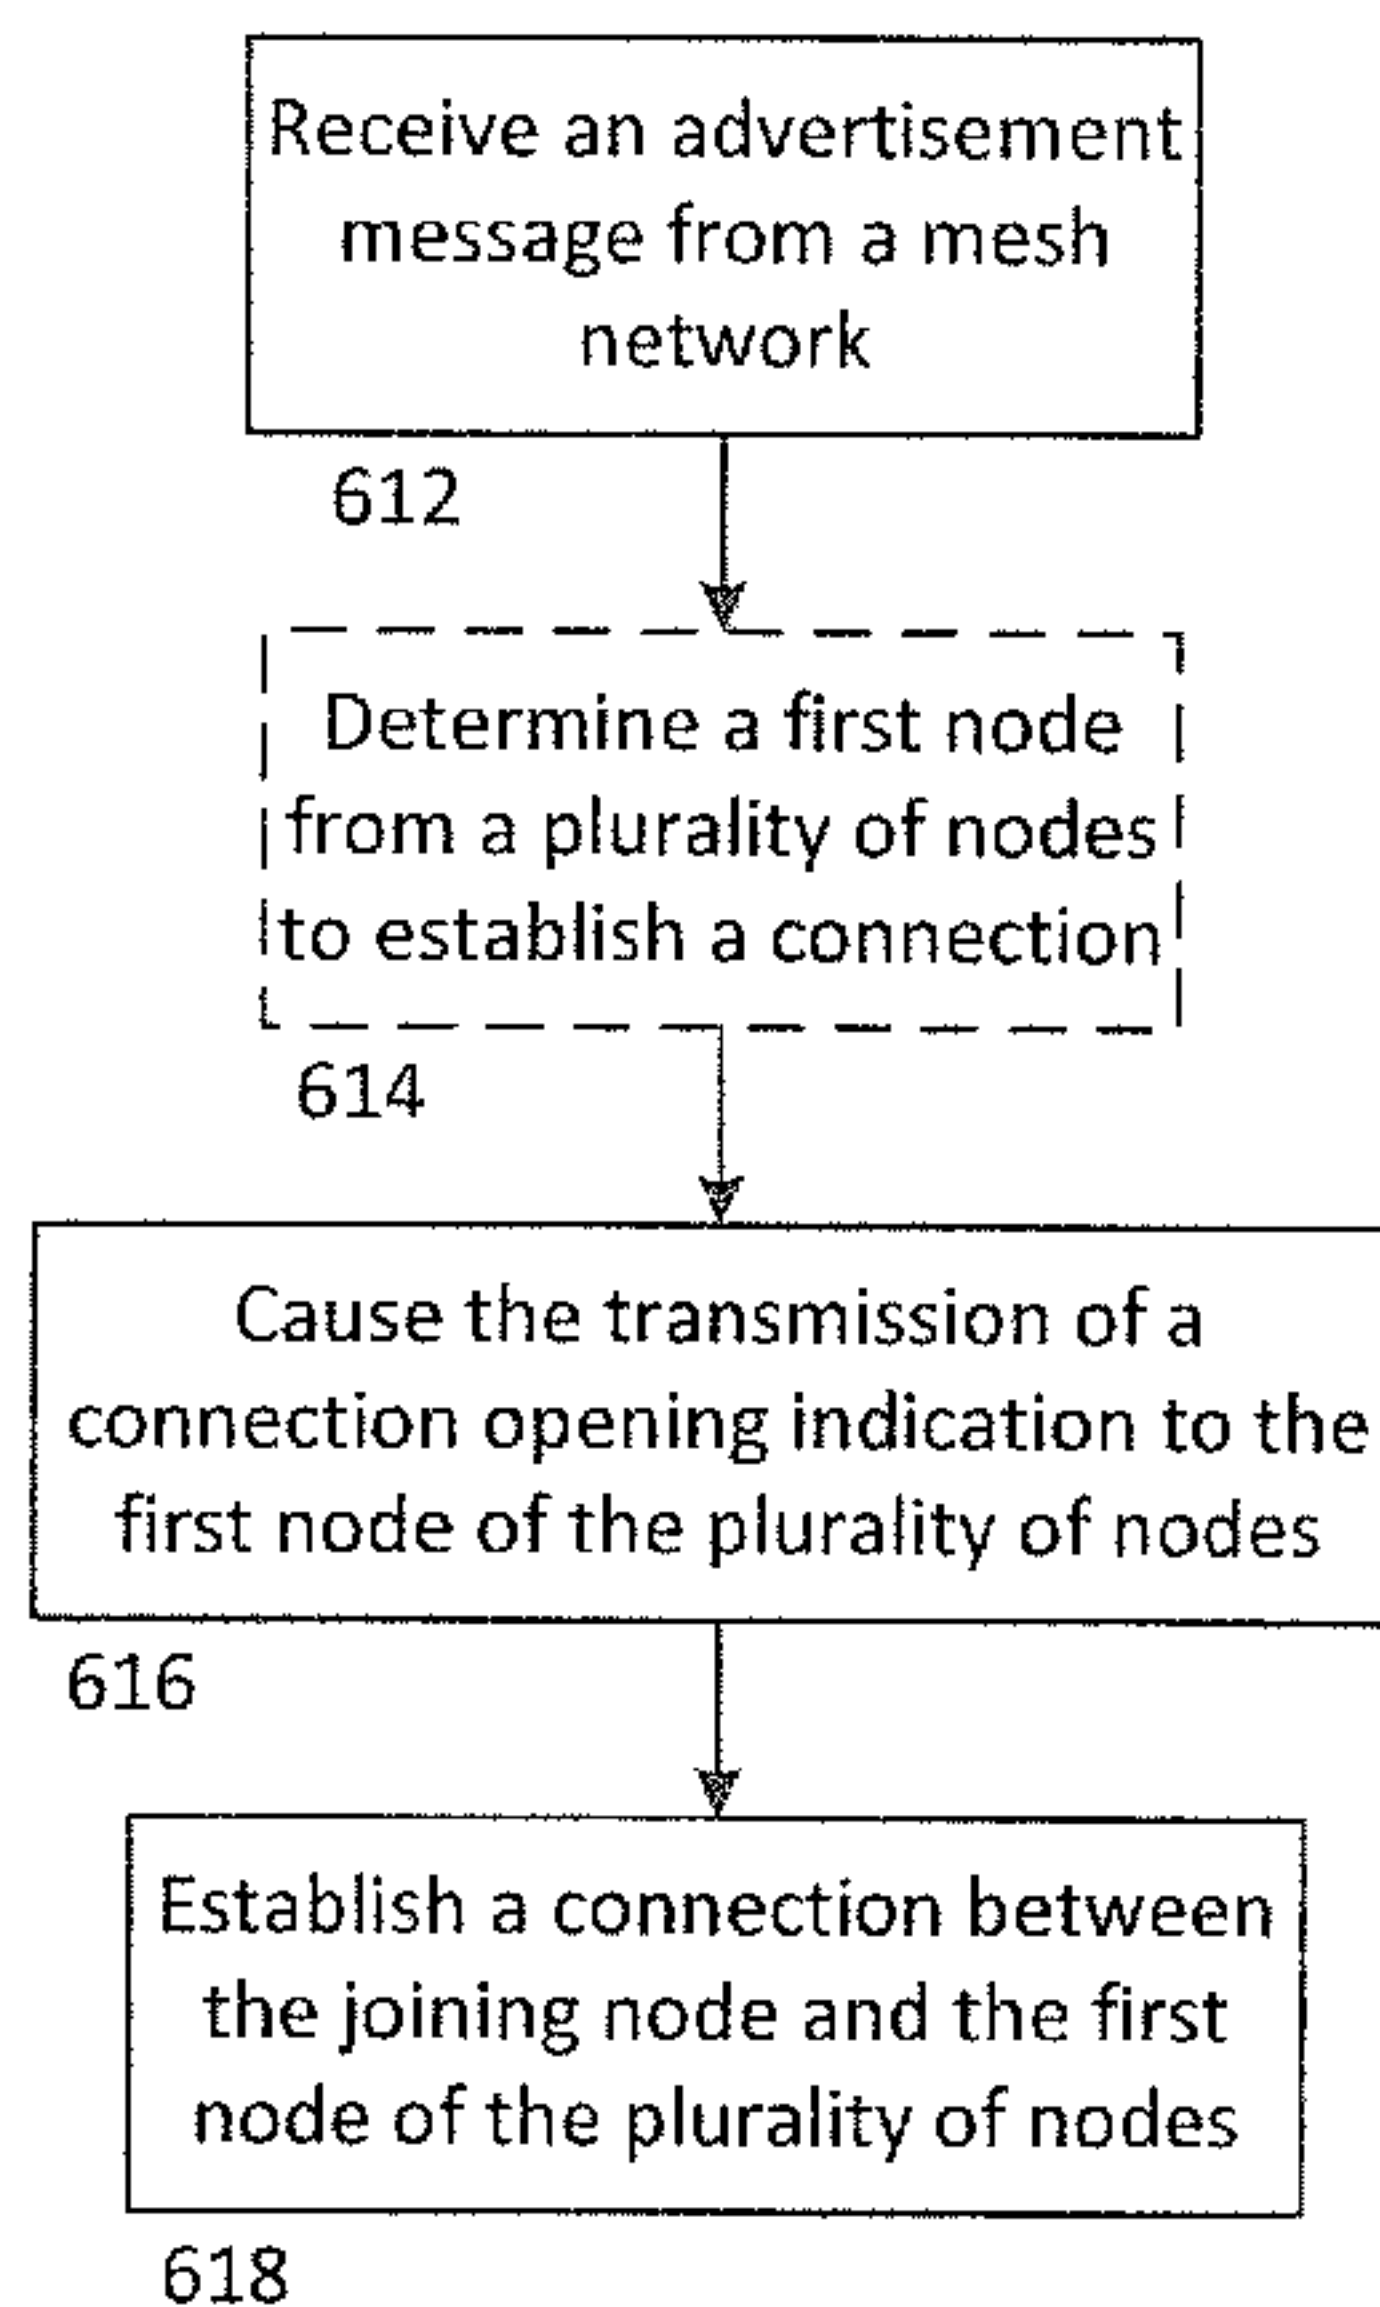 Receive an advertisement
message from a mesh
network
612
Determine a first node
from a plurality of nodes
to establish a connection
614
Cause the transmission of a
connection opening indication to the
first node of the plurality of nodes
616
Establish a connection between
the joining node and the first
node of the plurality of nodes
618